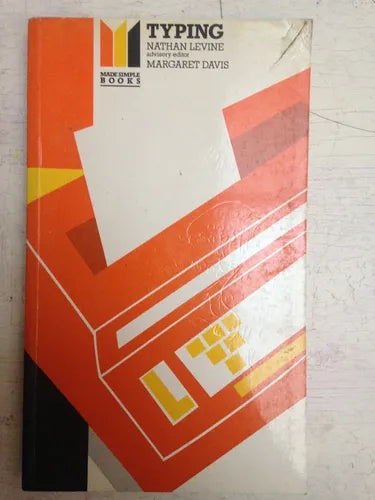 TYPING
NATHAN LEVINE
advisory editor
MARGARET DAVIS
MADE SIMPLE
BOOKS